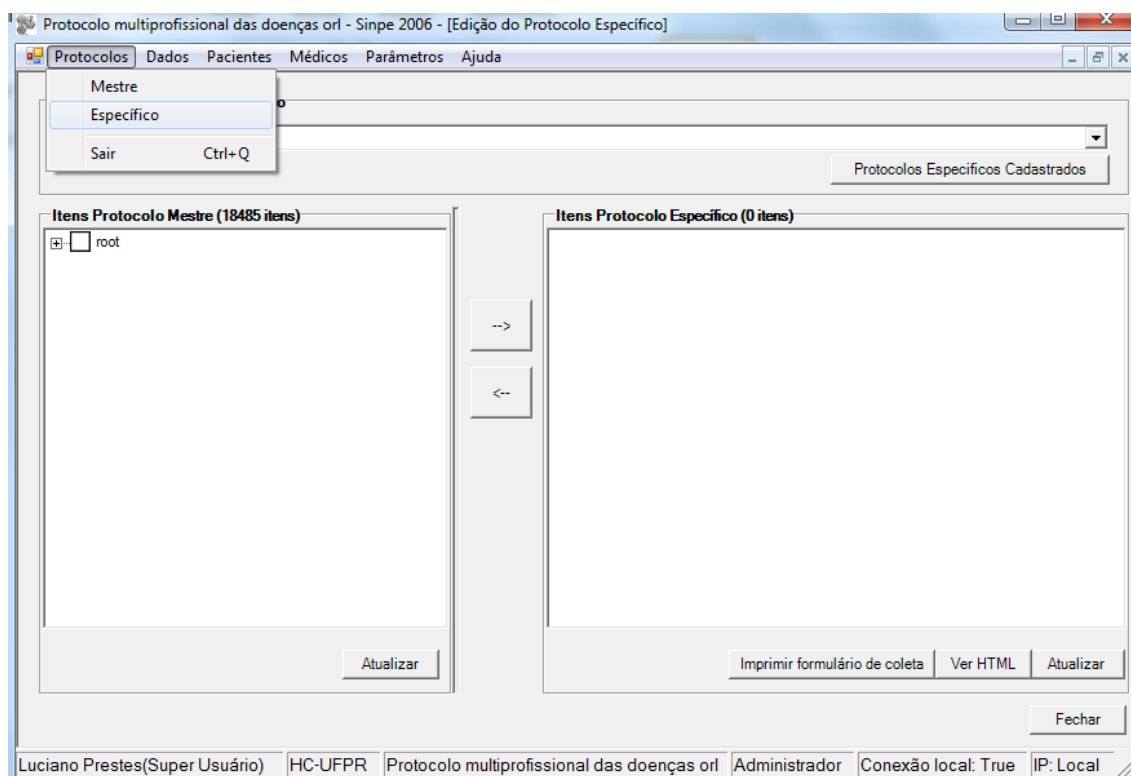 Protocolo multiprofissional das doenças orl - Sinpe 2006 - [Edição do Protocolo Específico]
Protocolos Dados Pacientes Médicos Parâmetros Ajuda
Mestre
Específico
Sair Ctrl+Q
o
Protocolos Especificos Cadastrados
Itens Protocolo Mestre (18485 itens)
root
Atualizar
-->
<--
Itens Protocolo Específico (0 itens)
Imprimir formulário de coleta Ver HTML Atualizar
Fechar
Luciano Prestes(Super Usuário) HC-UFPR Protocolo multiprofissional das doenças orl Administrador Conexão local: True IP: Local